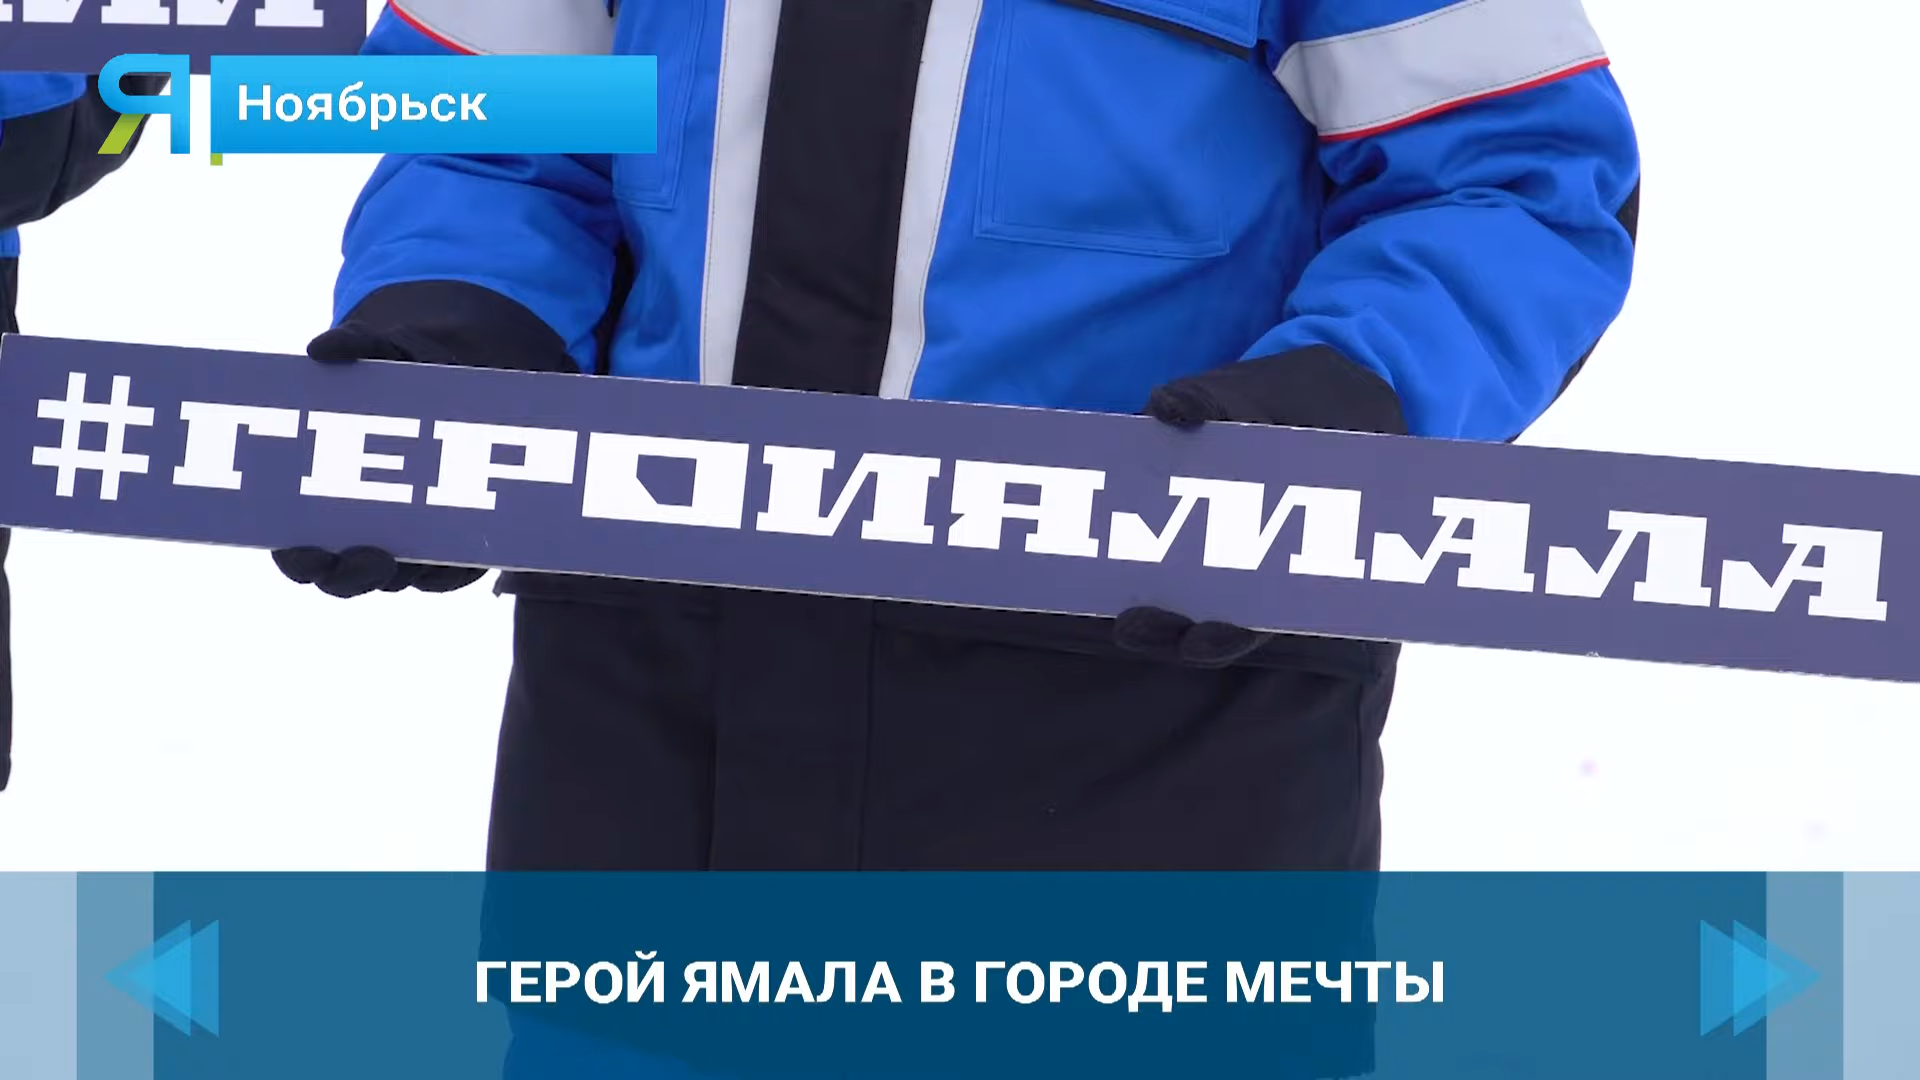 Я
Ноябрьск
#ГЕРОИЯМАЛА
ГЕРОЙ ЯМАЛА В ГОРОДЕ МЕЧТЫ